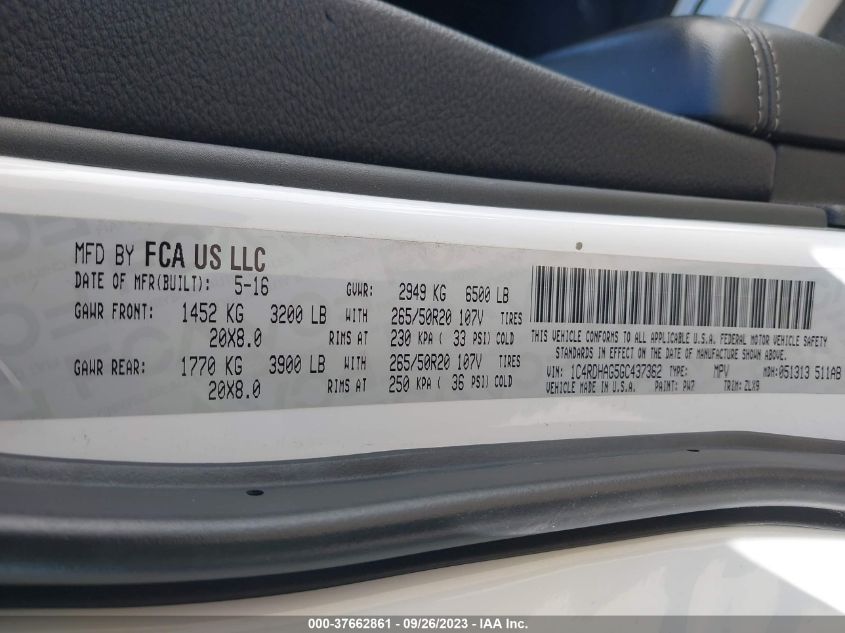 MFD BY FCA US LLC
DATE OF MFR(BUILT): 5-16 GVWR: 2949 KG 6500 LB
GAWR FRONT: 1452 KG 3200 LB WITH 265/50R20 107V TIRES
20X8.0 RIMS AT 230 KPA ( 33 PSI) COLD
GAWR REAR: 1770 KG 3900 LB WITH 265/50R20 107V TIRES
20X8.0 RIMS AT 250 KPA ( 36 PSI) COLD
THIS VEHICLE CONFORMS TO ALL APPLICABLE U.S.A. FEDERAL MOTOR VEHICLE SAFETY
STANDARDS IN EFFECT ON THE DATE OF MANUFACTURE SHOWN ABOVE.
VIN: 1C4RDHAG5GC437362 TYPE: MPV MDH: 051313 511AB
VEHICLE MADE IN U.S.A. PAINT: PW7 TRIM: ZLX9
000-37662861 - 09/26/2023 - IAA Inc.